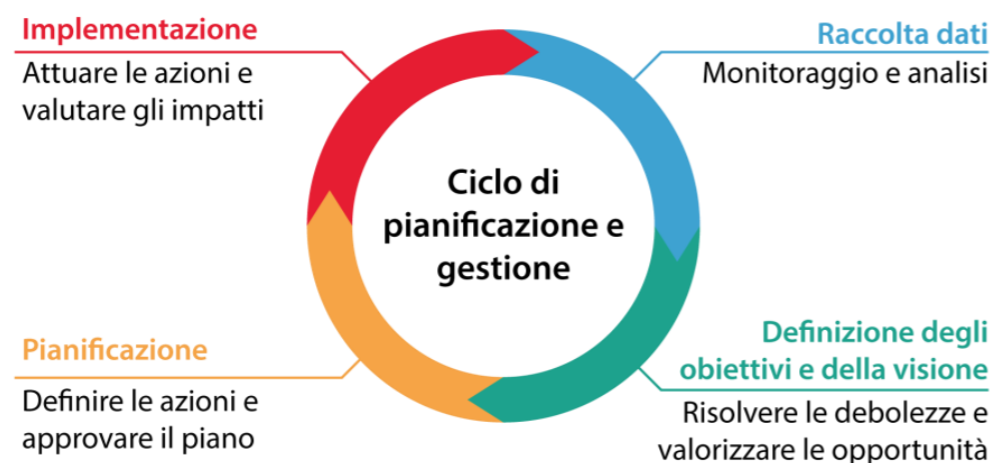 Implementazione
Attuare le azioni e
valutare gli impatti
Raccolta dati
Monitoraggio e analisi
Ciclo di
pianificazione e
gestione
Pianificazione
Definire le azioni e
approvare il piano
Definizione degli
obiettivi e della visione
Risolvere le debolezze e
valorizzare le opportunità